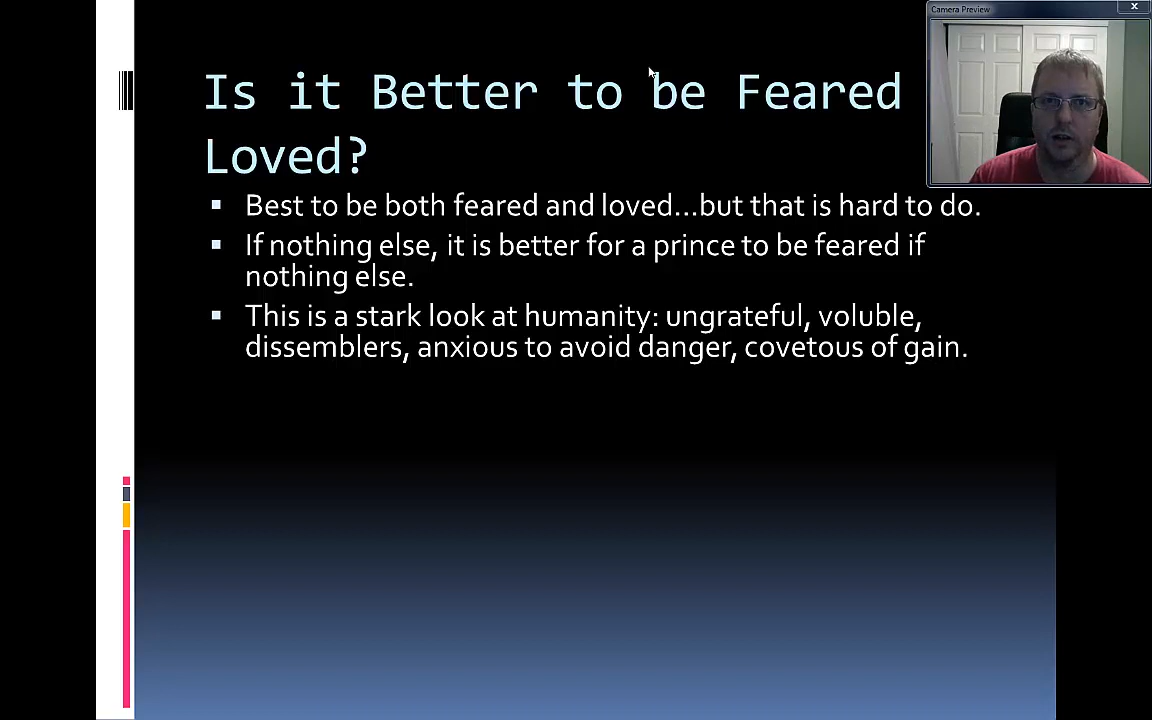 Camera Preview
Is it Better to be Feared
Loved?
▪ Best to be both feared and loved...but that is hard to do.
▪ If nothing else, it is better for a prince to be feared if
nothing else.
▪ This is a stark look at humanity: ungrateful, voluble,
dissemblers, anxious to avoid danger, covetous of gain.